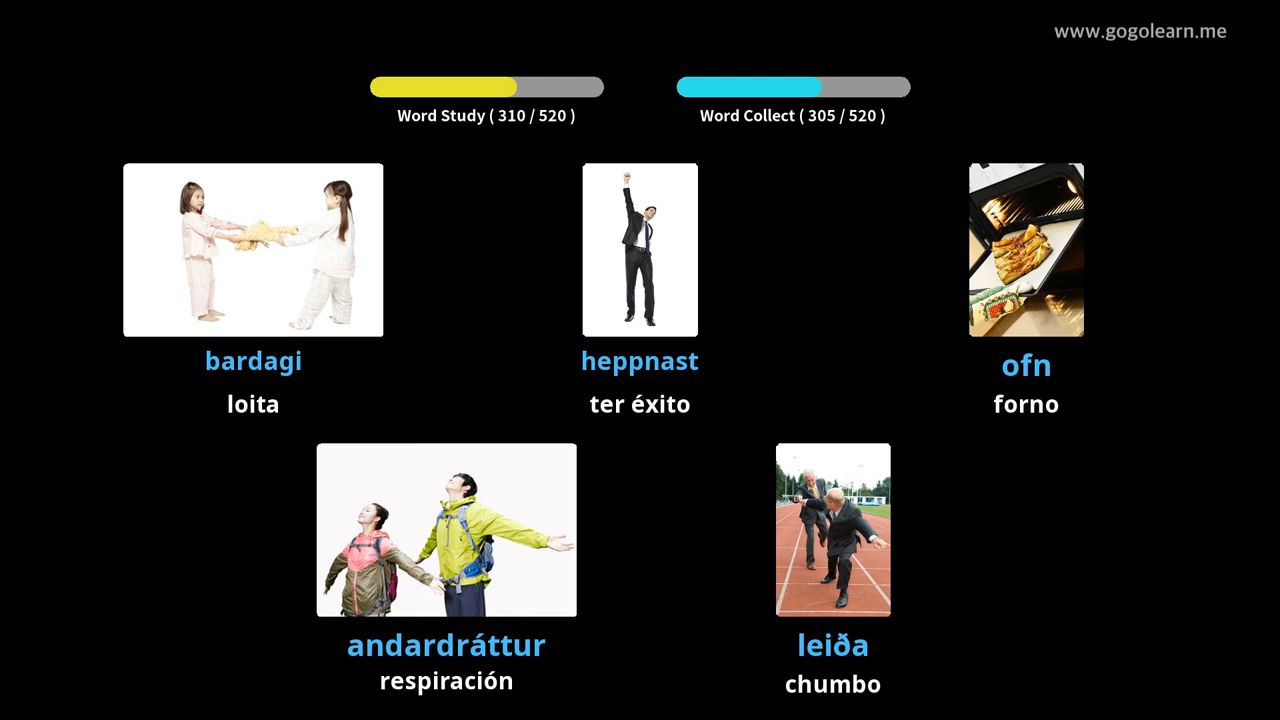 www.gogolearn.me
Word Study ( 310 / 520 )
Word Collect ( 305 / 520 )
bardagi
heppnast
ofn
loita
ter éxito
forno
andardráttur
leiða
respiración
chumbo